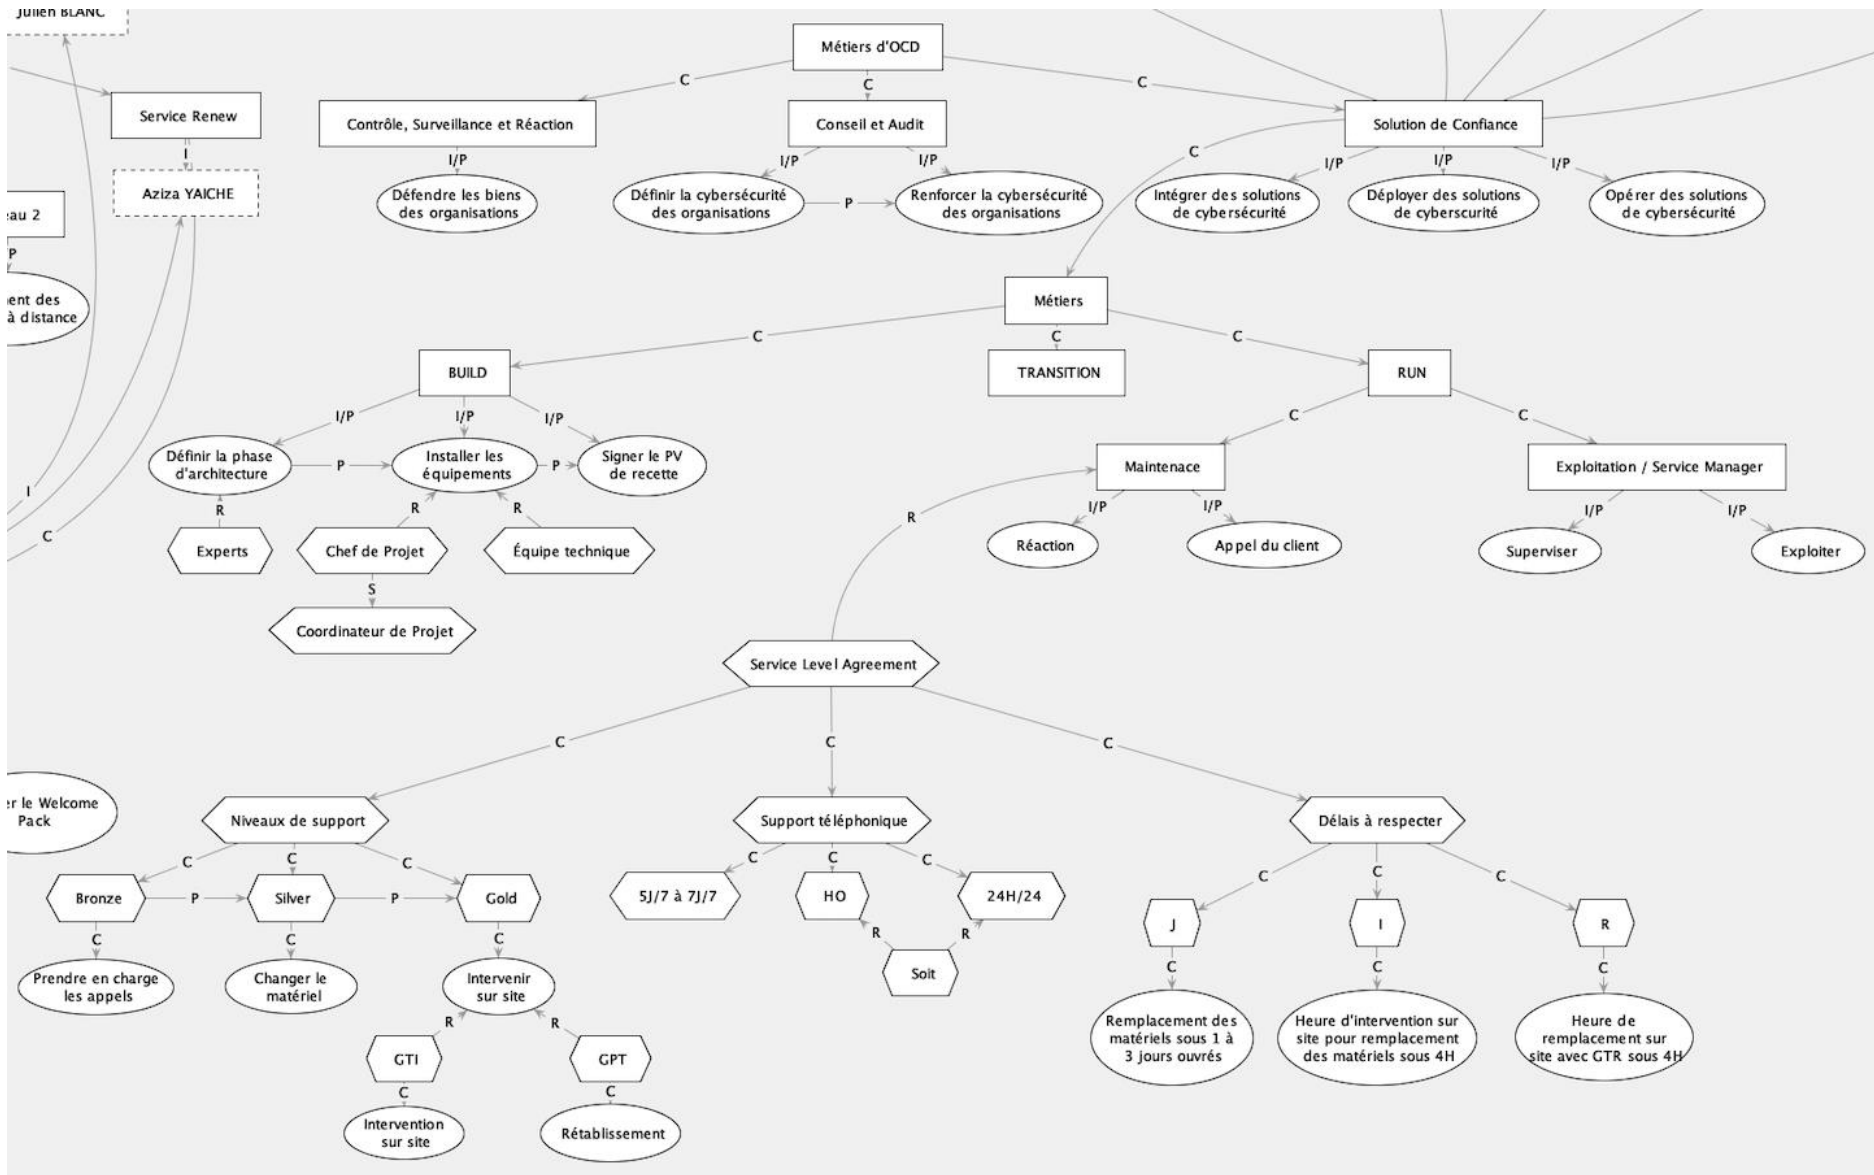 Julien BLANC
Métiers d'OCD
C
C
C
Service Renew
Contrôle, Surveillance et Réaction
Conseil et Audit
Solution de Confiance
I
I/P
I/P
I/P
C
I/P
I/P
I/P
Aziza YAICHE
Défendre les biens
des organisations
Définir la cybersécurité
des organisations
P
Renforcer la cybersécurité
des organisations
Intégrer des solutions
de cybersécurité
Déployer des solutions
de cyberscurité
Opérer des solutions
de cybersécurité
eau 2
/P
ment des
à distance
Métiers
C
C
C
BUILD
TRANSITION
RUN
I/P
I/P
I/P
C
C
Définir la phase
d'architecture
P
Installer les
équipements
P
Signer le PV
de recette
Maintenace
Exploitation / Service Manager
I
R
R
R
R
I/P
I/P
I/P
I/P
C
Experts
Chef de Projet
Équipe technique
Réaction
Appel du client
Superviser
Exploiter
S
Coordinateur de Projet
Service Level Agreement
C
C
C
er le Welcome
Pack
Niveaux de support
Support téléphonique
Délais à respecter
C
C
C
C
C
C
C
C
C
Bronze
P
Silver
P
Gold
5J/7 à 7J/7
HO
24H/24
J
I
R
C
C
C
R
R
C
C
C
Prendre en charge
les appels
Changer le
matériel
Intervenir
sur site
Soit
R
R
Remplacement des
matériels sous 1 à
3 jours ouvrés
Heure d'intervention sur
site pour remplacement
des matériels sous 4H
Heure de
remplacement sur
site avec GTR sous 4H
GTI
GPT
C
C
Intervention
sur site
Rétablissement